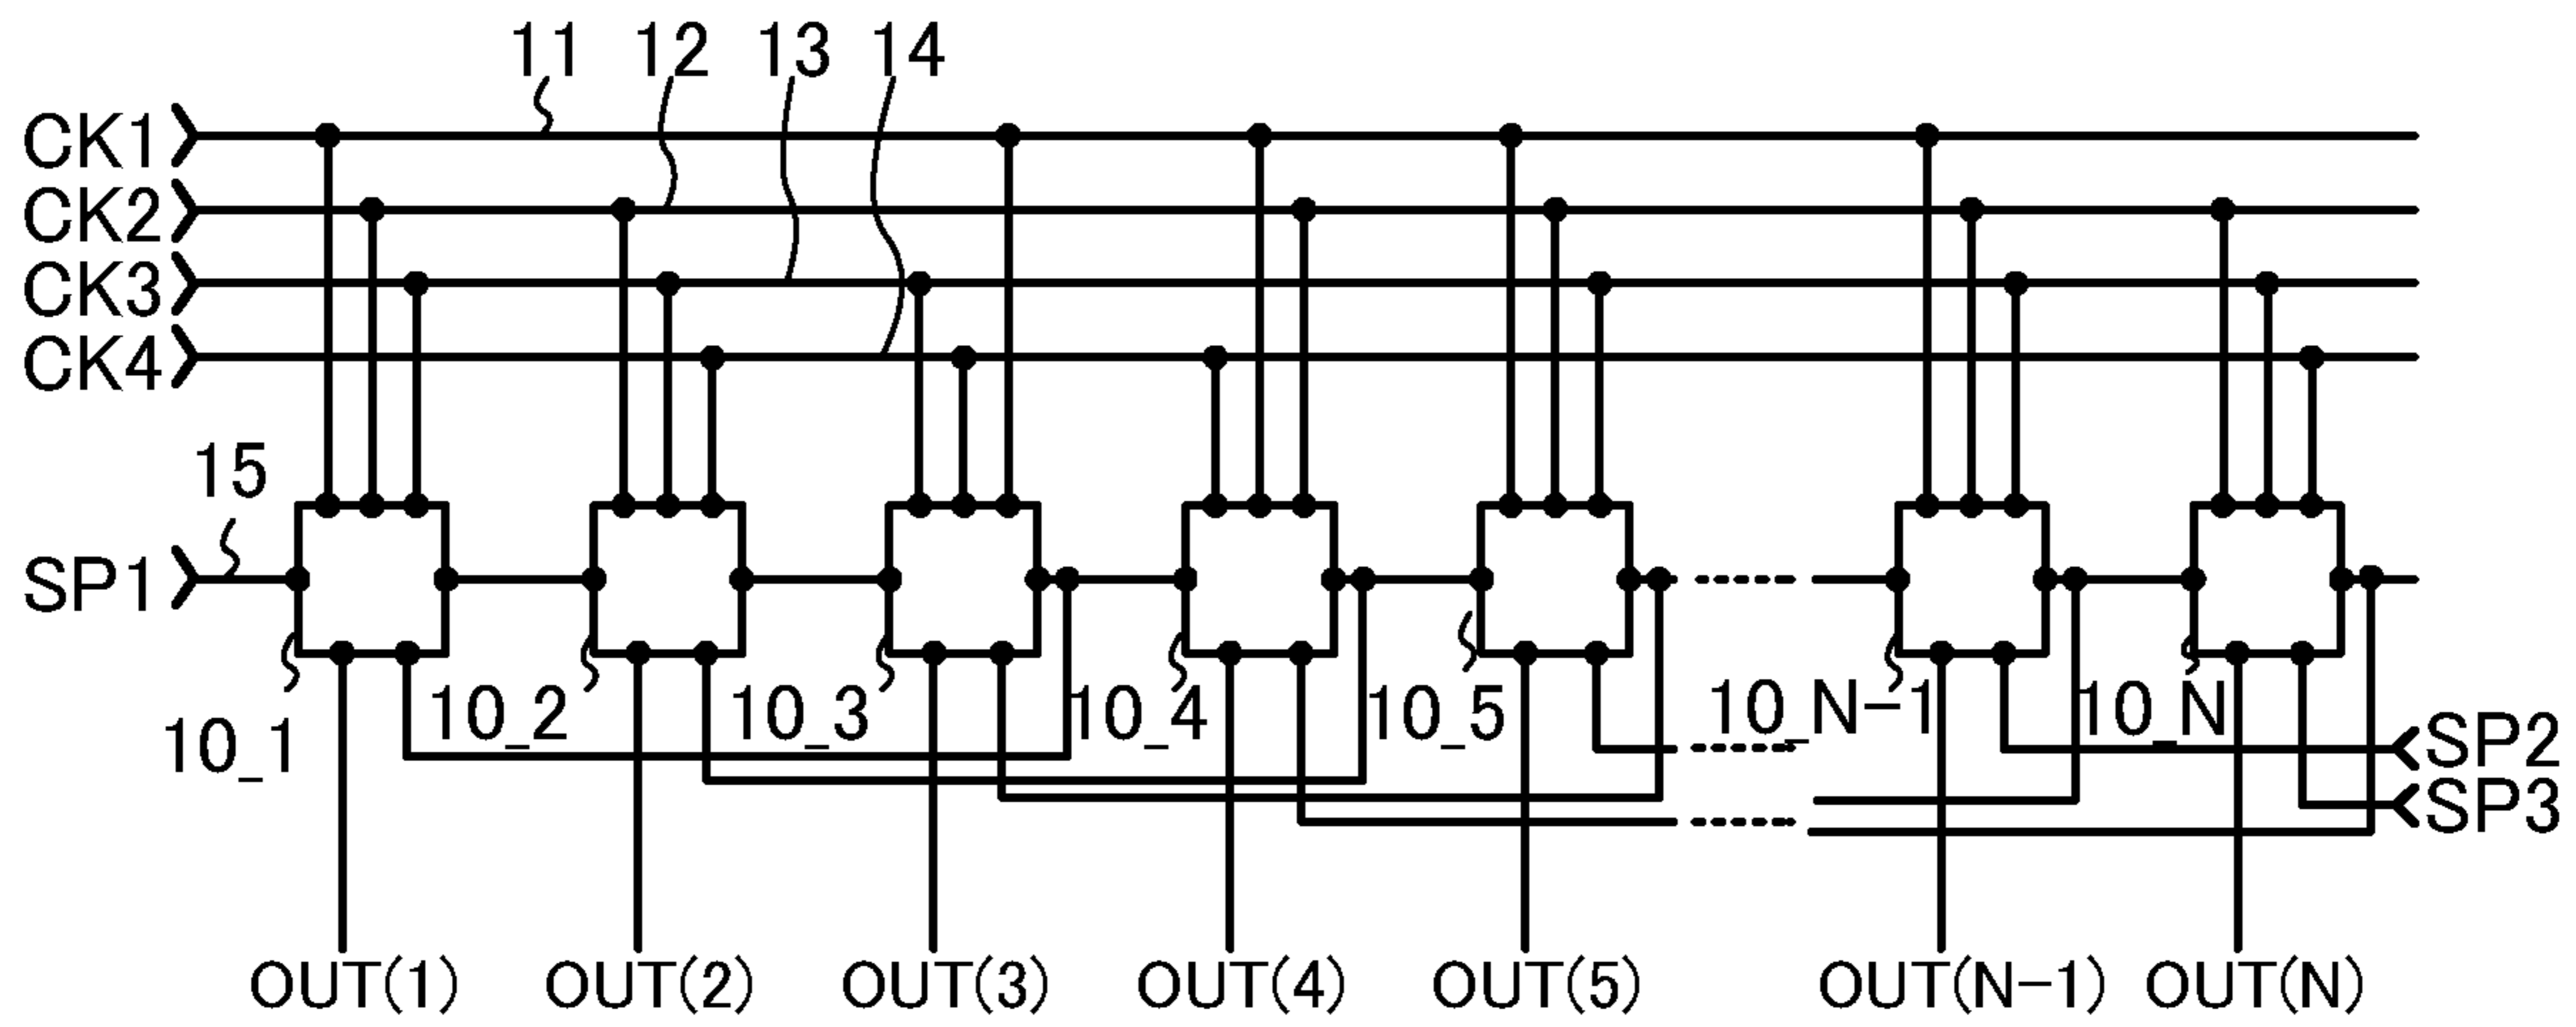 11 12 13 14
CK1
CK2
CK3
CK4
15
SP1
10_1 10_2 10_3 10_4 10_5 10_N-1 10_N
SP2
SP3
OUT(1) OUT(2) OUT(3) OUT(4) OUT(5) OUT(N-1) OUT(N)